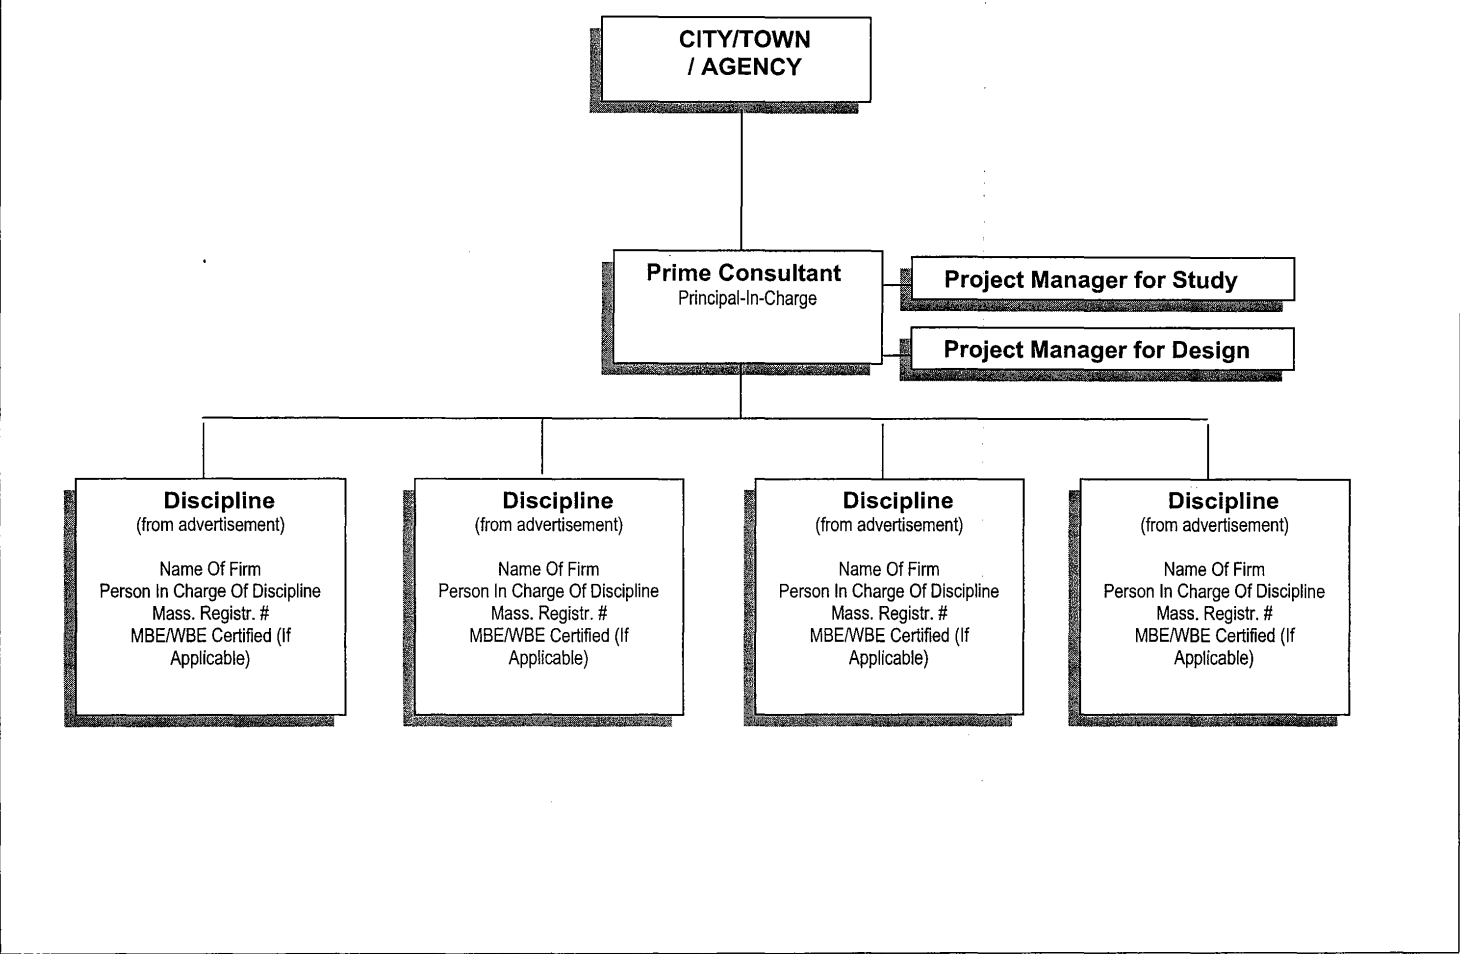 CITY/TOWN
/ AGENCY
Prime Consultant
Principal-In-Charge
Project Manager for Study
Project Manager for Design
Discipline
(from advertisement)
Name Of Firm
Person In Charge Of Discipline
Mass. Registr. #
MBE/WBE Certified (If
Applicable)
Discipline
(from advertisement)
Name Of Firm
Person In Charge Of Discipline
Mass. Registr. #
MBE/WBE Certified (If
Applicable)
Discipline
(from advertisement)
Name Of Firm
Person In Charge Of Discipline
Mass. Registr. #
MBE/WBE Certified (If
Applicable)
Discipline
(from advertisement)
Name Of Firm
Person In Charge Of Discipline
Mass. Registr. #
MBE/WBE Certified (If
Applicable)